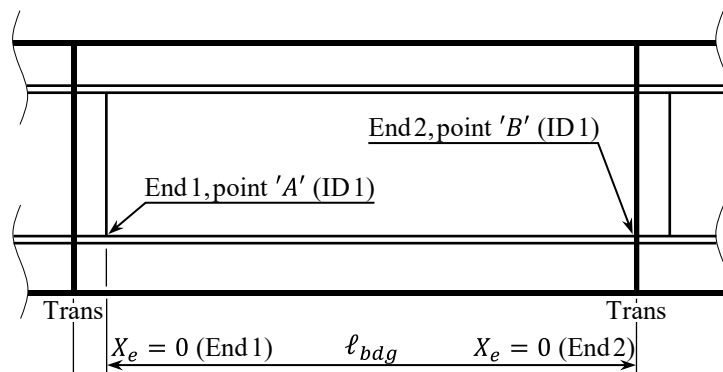 End 2, point 'B' (ID 1)
End 1, point 'A' (ID 1)
Trans Trans
X_e = 0 (End 1) ℓ_bdg X_e = 0 (End 2)